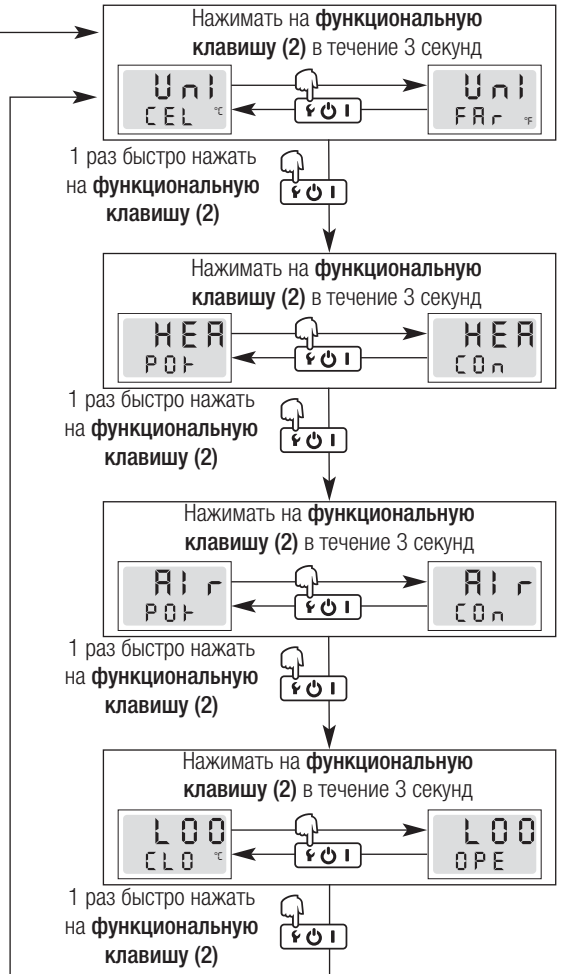 Нажимать на функциональную
клавишу (2) в течение 3 секунд
Uni Uni
CEL °C FAr °F
1 раз быстро нажать
на функциональную
клавишу (2)
Нажимать на функциональную
клавишу (2) в течение 3 секунд
HEA HEA
POt COn
1 раз быстро нажать
на функциональную
клавишу (2)
Нажимать на функциональную
клавишу (2) в течение 3 секунд
AIr AIr
POt COn
1 раз быстро нажать
на функциональную
клавишу (2)
Нажимать на функциональную
клавишу (2) в течение 3 секунд
LOO LOO
CLO °C OPE
1 раз быстро нажать
на функциональную
клавишу (2)